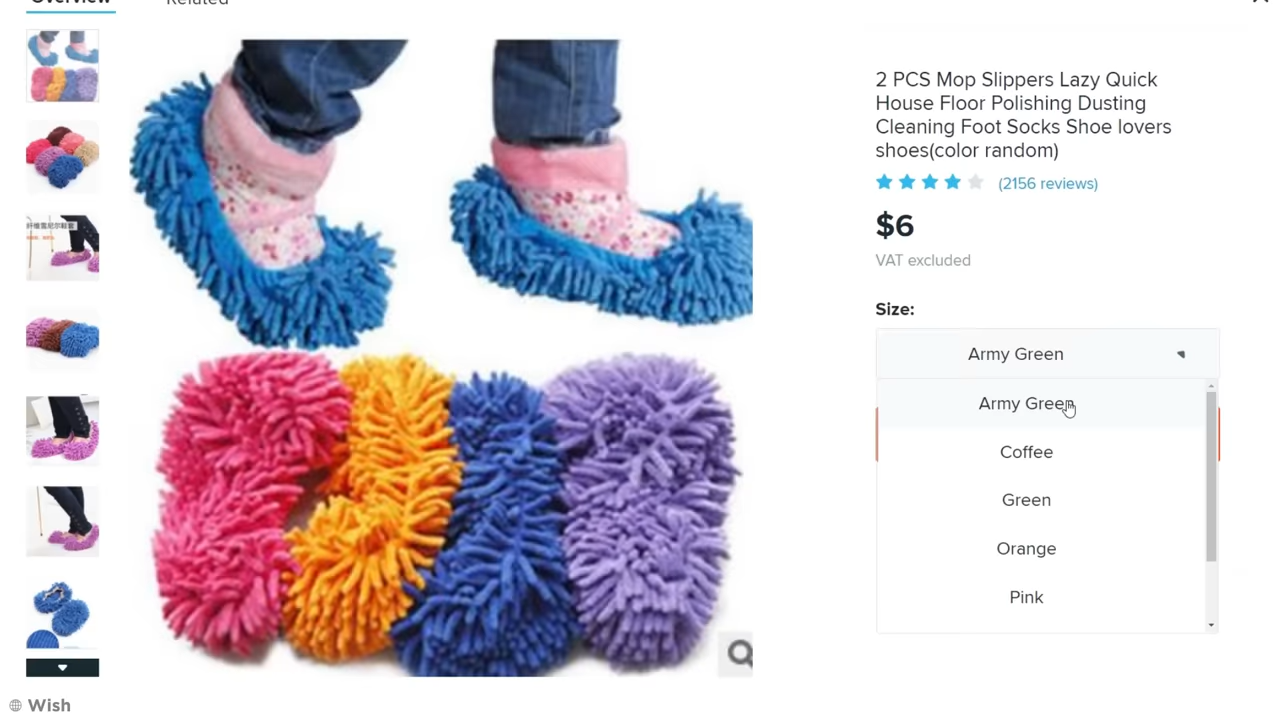 Overview Related
2 PCS Mop Slippers Lazy Quick
House Floor Polishing Dusting
Cleaning Foot Socks Shoe lovers
shoes(color random)
(2156 reviews)
$6
VAT excluded
Size:
Army Green
Army Green
Coffee
Green
Orange
Pink
Wish